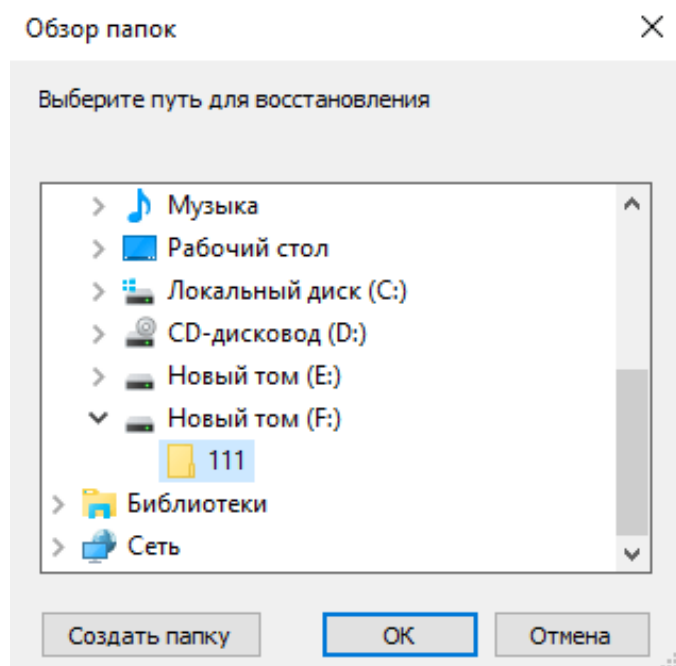 Обзор папок
Выберите путь для восстановления
Музыка
Рабочий стол
Локальный диск (C:)
CD-дисковод (D:)
Новый том (E:)
Новый том (F:)
111
Библиотеки
Сеть
Создать папку ОК Отмена